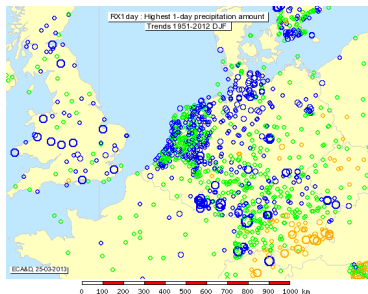 RX1day : Highest 1-day precipitation amount
Trends 1951-2012 DJF
ECA&D, 25-03-2013
0 100 200 300 400 500 600 700 800 900 1000 km